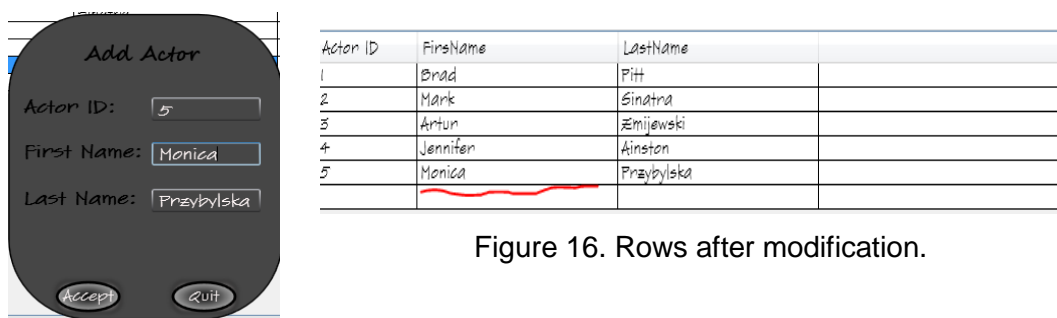 Add Actor
Actor ID: 5
First Name: Monica
Last Name: Przybylska
Accept Quit
Actor ID FirsName LastName
1 Brad Pitt
2 Mark Sinatra
3 Artur Zmijewski
4 Jennifer Ainston
5 Monica Przybylska
Figure 16. Rows after modification.